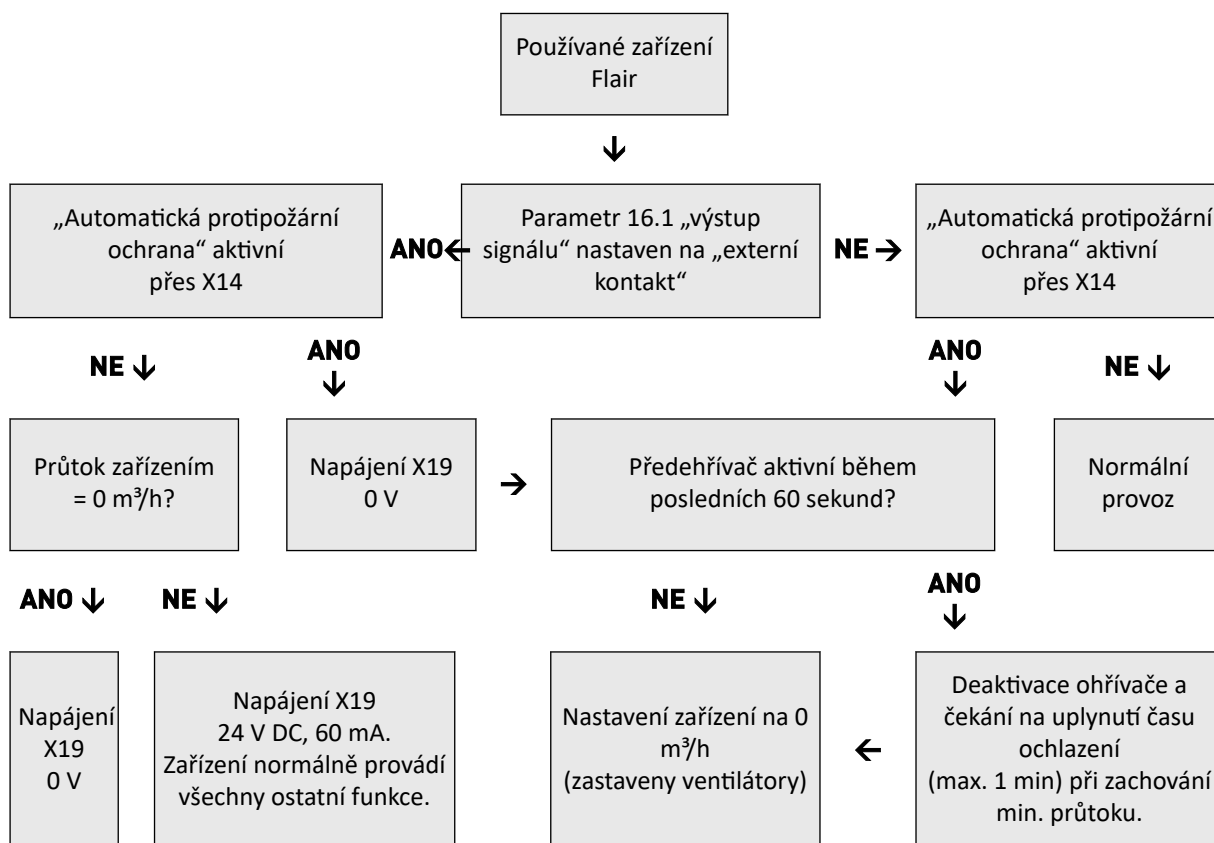 Používané zařízení
Flair
„Automatická protipožární
ochrana“ aktivní
přes X14
ANO
Parametr 16.1 „výstup
signálu“ nastaven na „externí
kontakt“
NE
„Automatická protipožární
ochrana“ aktivní
přes X14
NE
ANO
ANO
NE
Průtok zařízením
= 0 m³/h?
Napájení X19
0 V
Předehřívač aktivní během
posledních 60 sekund?
Normální
provoz
ANO
NE
NE
ANO
Napájení
X19
0 V
Napájení X19
24 V DC, 60 mA.
Zařízení normálně provádí
všechny ostatní funkce.
Nastavení zařízení na 0
m³/h
(zastaveny ventilátory)
Deaktivace ohřívače a
čekání na uplynutí času
ochlazení
(max. 1 min) při zachování
min. průtoku.